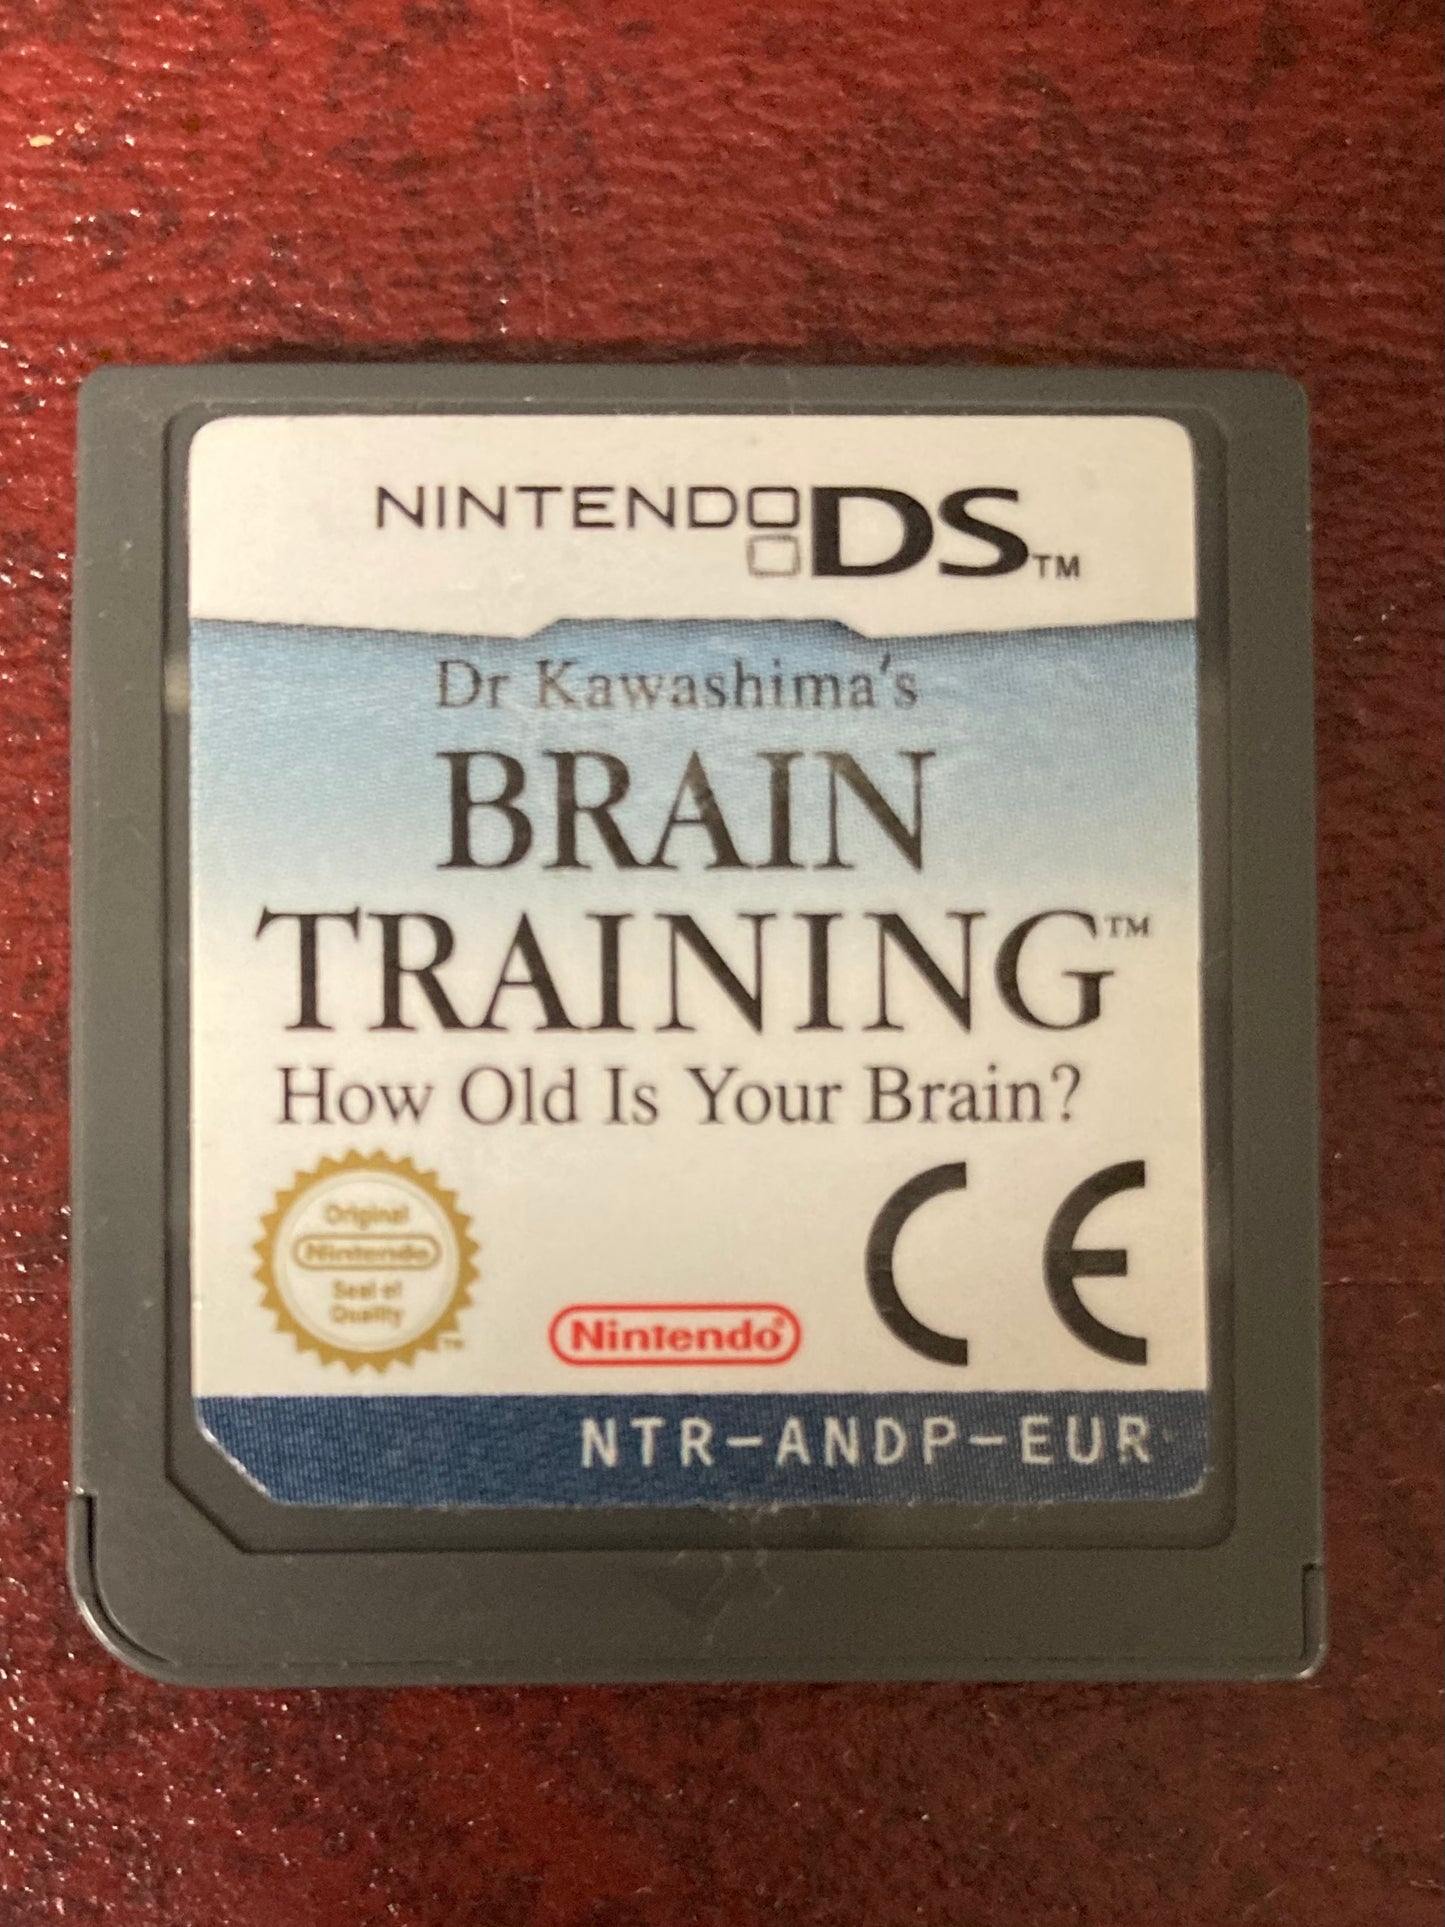 NINTENDO DS™
Dr Kawashima's
BRAIN
TRAINING™
How Old Is Your Brain?
Original
Nintendo
Seal of
Quality
™
Nintendo®
CE
NTR-ANDP-EUR